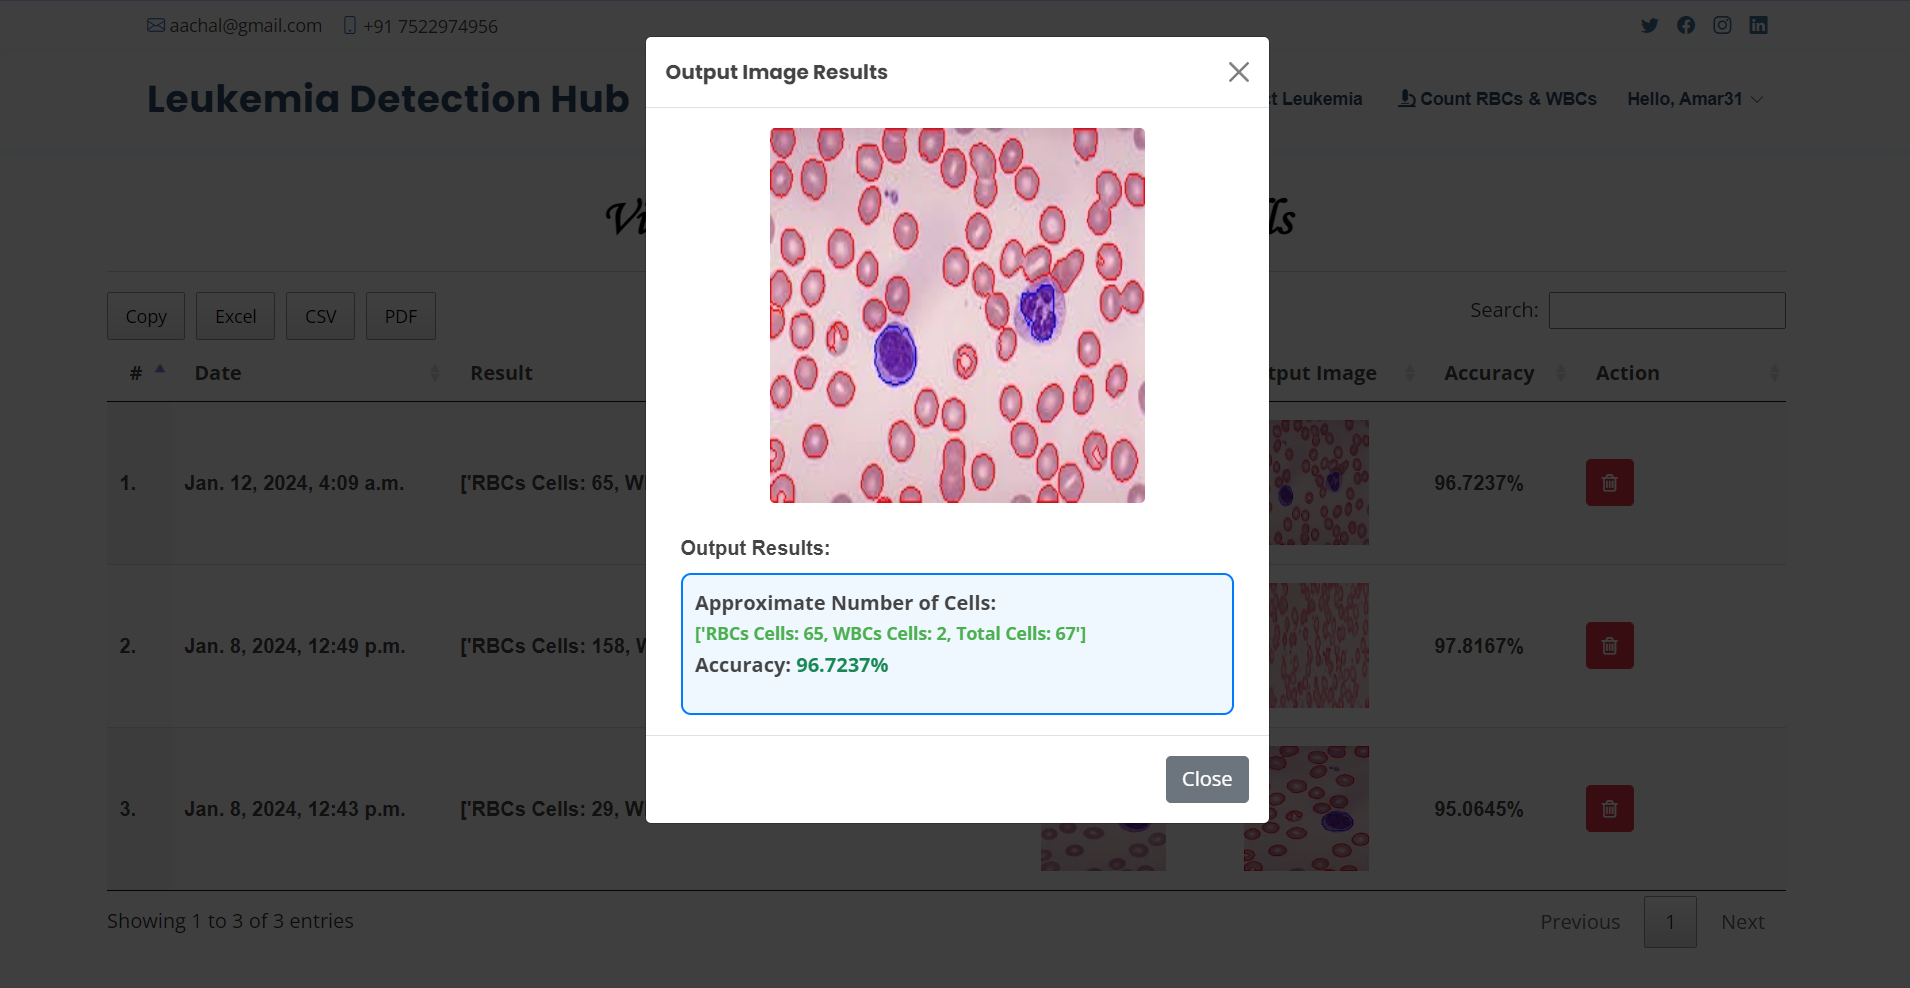 aachal@gmail.com +91 7522974956
Leukemia Detection Hub
t Leukemia Count RBCs & WBCs Hello, Amar31
Output Image Results
Vi
ls
Copy Excel CSV PDF
Search:
# Date Result
tput Image Accuracy Action
1. Jan. 12, 2024, 4:09 a.m. ['RBCs Cells: 65, W
96.7237%
2. Jan. 8, 2024, 12:49 p.m. ['RBCs Cells: 158, W
97.8167%
3. Jan. 8, 2024, 12:43 p.m. ['RBCs Cells: 29, W
95.0645%
Output Results:
Approximate Number of Cells:
['RBCs Cells: 65, WBCs Cells: 2, Total Cells: 67']
Accuracy: 96.7237%
Close
Showing 1 to 3 of 3 entries
Previous 1 Next